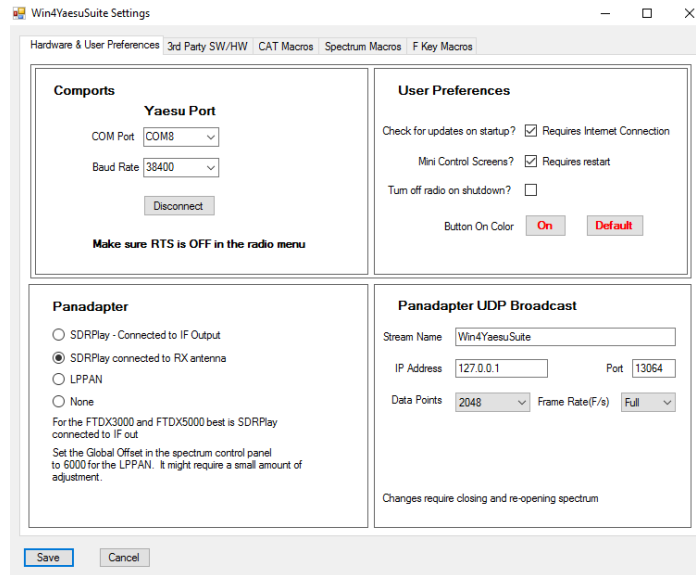 Win4YaesuSuite Settings
Hardware & User Preferences 3rd Party SW/HW CAT Macros Spectrum Macros F Key Macros
Comports
Yaesu Port
COM Port COM8
Baud Rate 38400
Disconnect
Make sure RTS is OFF in the radio menu
User Preferences
Check for updates on startup? Requires Internet Connection
Mini Control Screens? Requires restart
Turn off radio on shutdown?
Button On Color On Default
Panadapter
SDRPlay - Connected to IF Output
SDRPlay connected to RX antenna
LPPAN
None
For the FTDX3000 and FTDX5000 best is SDRPlay
connected to IF out
Set the Global Offset in the spectrum control panel
to 6000 for the LPPAN. It might require a small amount of
adjustment.
Panadapter UDP Broadcast
Stream Name Win4YaesuSuite
IP Address 127.0.0.1 Port 13064
Data Points 2048 Frame Rate(F/s) Full
Changes require closing and re-opening spectrum
Save Cancel